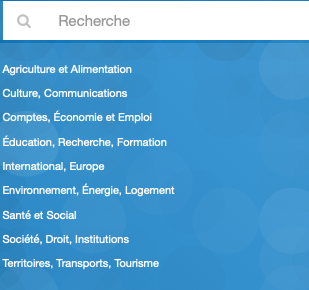 Recherche
Agriculture et Alimentation
Culture, Communications
Comptes, Économie et Emploi
Éducation, Recherche, Formation
International, Europe
Environnement, Énergie, Logement
Santé et Social
Société, Droit, Institutions
Territoires, Transports, Tourisme